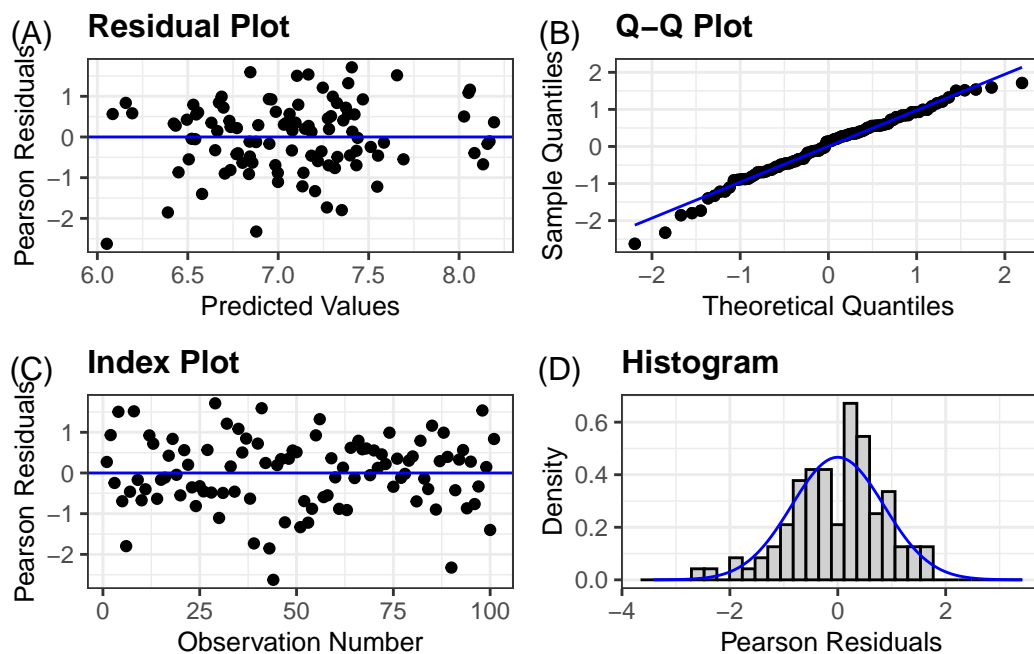 (A) Residual Plot
Pearson Residuals
1
0
−1
−2
6.0 6.5 7.0 7.5 8.0
Predicted Values
(B) Q−Q Plot
Sample Quantiles
2
1
0
−1
−2
−2 −1 0 1 2
Theoretical Quantiles
(C) Index Plot
Pearson Residuals
1
0
−1
−2
0 25 50 75 100
Observation Number
(D) Histogram
Density
0.6
0.4
0.2
0.0
−4 −2 0 2
Pearson Residuals